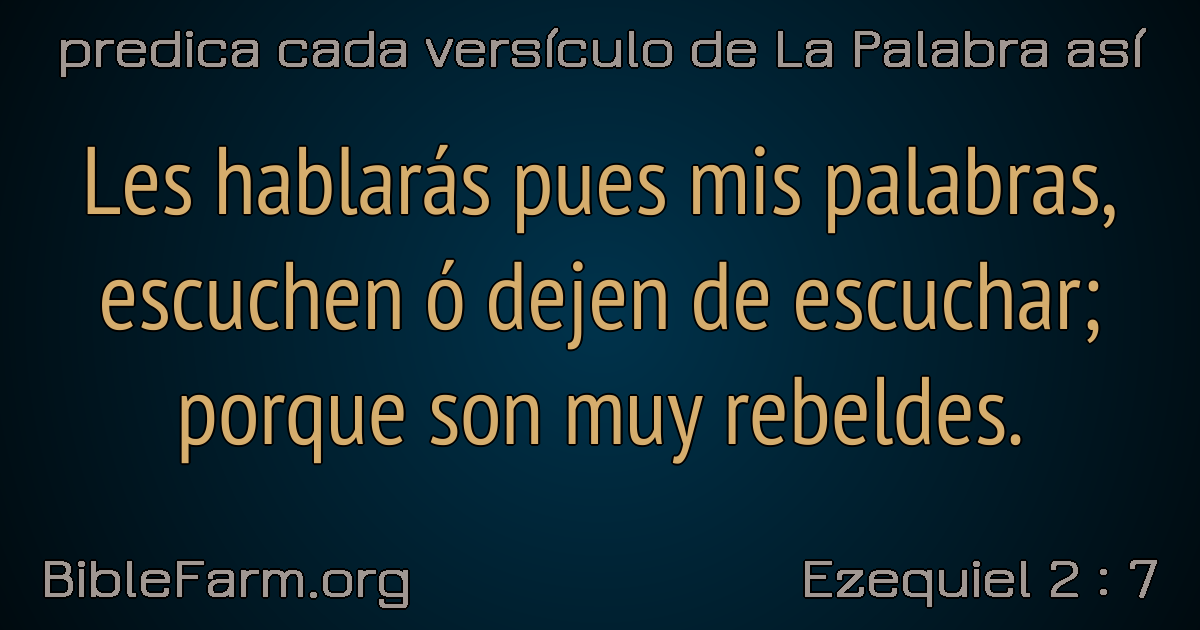 predica cada versículo de La Palabra así
Les hablarás pues mis palabras,
escuchen ó dejen de escuchar;
porque son muy rebeldes.
BibleFarm.org
Ezequiel 2 : 7